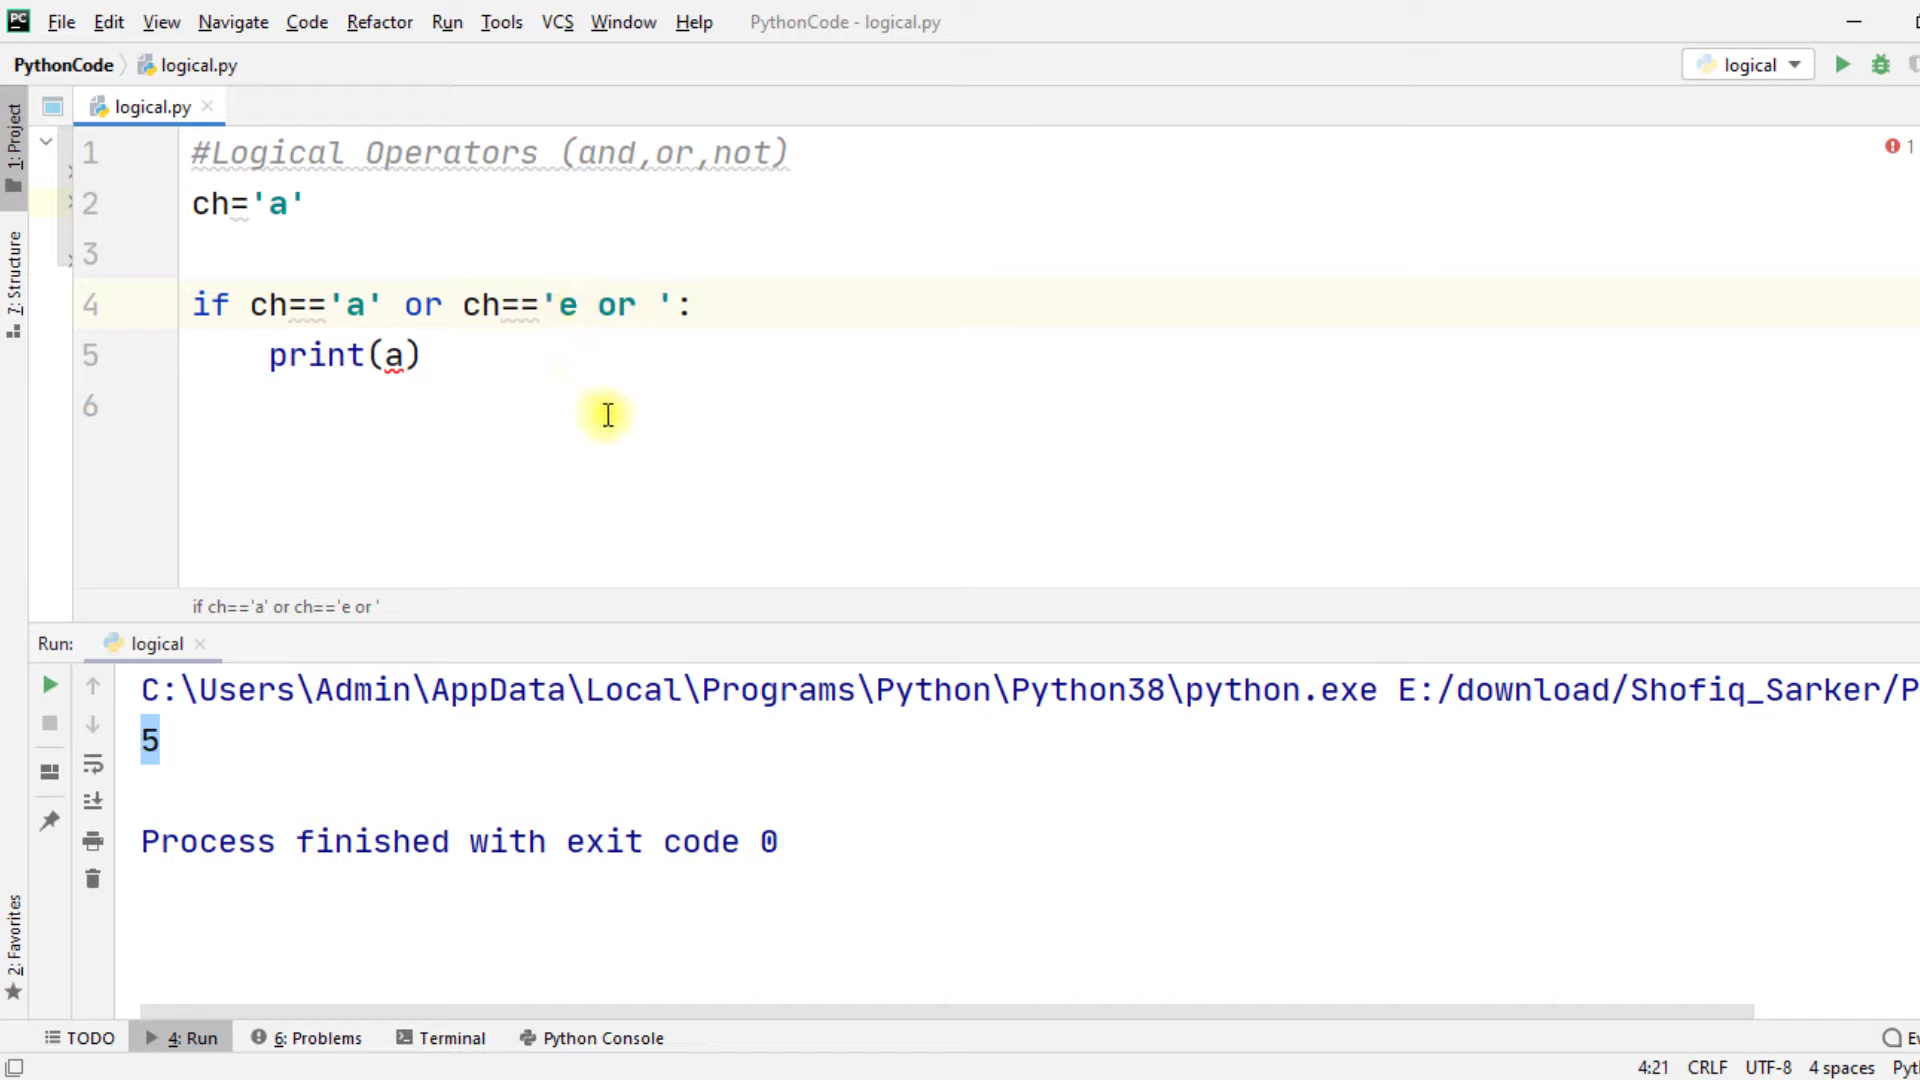 PC File Edit View Navigate Code Refactor Run Tools VCS Window Help PythonCode - logical.py
PythonCode logical.py logical
1: Project
7: Structure
2: Favorites
logical.py
1 #Logical Operators (and,or,not)
1
2 ch='a'
3
4 if ch=='a' or ch=='e or ':
5 print(a)
6
if ch=='a' or ch=='e or '
Run: logical
C:\Users\Admin\AppData\Local\Programs\Python\Python38\python.exe E:/download/Shofiq_Sarker/P
5
Process finished with exit code 0
TODO 4: Run 6: Problems Terminal Python Console Ev
4:21 CRLF UTF-8 4 spaces Pyt